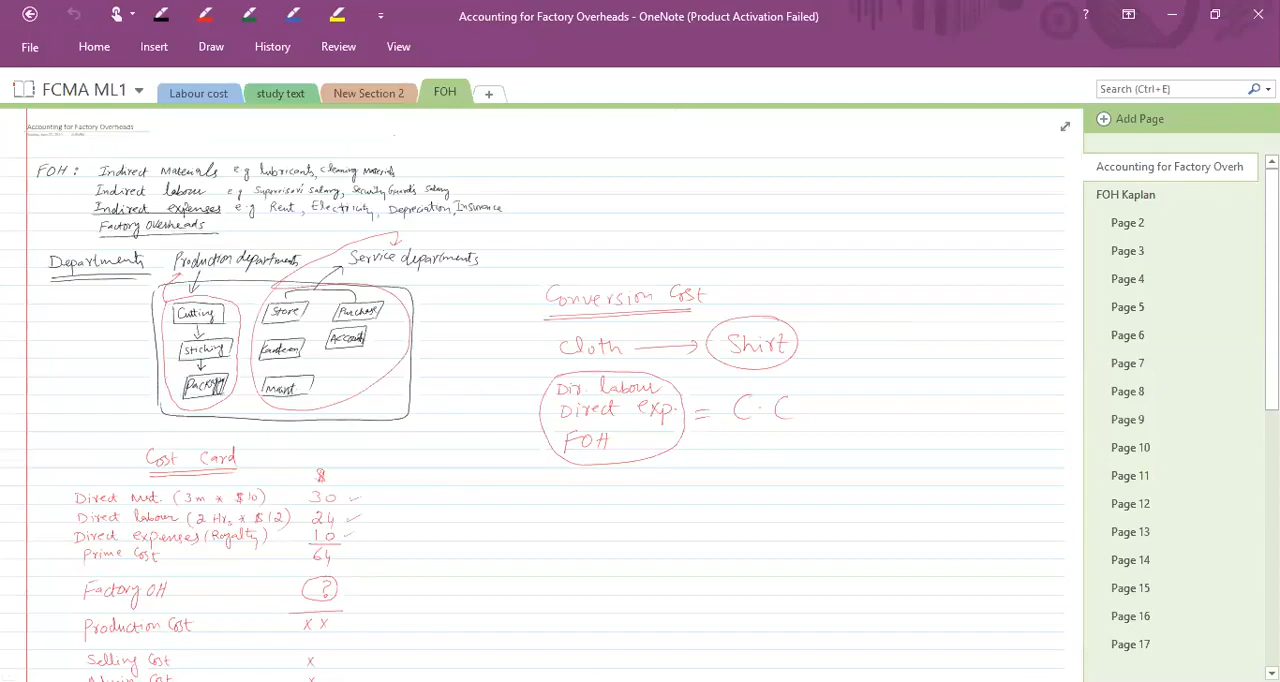 Accounting for Factory Overheads - OneNote (Product Activation Failed)
?
File
Home
Insert
Draw
History
Review
View
FCMA ML1
Labour cost
study text
New Section 2
FOH
+
Search (Ctrl+E)
Add Page
Accounting for Factory Overheads
FOH: Indirect Materials e.g lubricants, cleaning Materials
Indirect labour e.g Supervisors' salary, Security Guards Salary
Indirect expenses e.g. Rent, Electricity, Depreciation, Insurance
Factory Overheads
Departments
Production departments
Service departments
Cutting
Stiching
Packing
Store
Purchase
Canteen
Account
Maint.
Conversion Cost
Cloth
Shirt
Dir. labour
Direct exp.
FOH
= C.C
Cost Card
$
Direct Mat. (3m x $10) 30
Direct labour (2 Hrs x $12) 24
Direct expenses (Royalty) 10
Prime Cost 64
Factory OH ?
Production Cost x x
Selling Cost x
Admin Cost x
Accounting for Factory Overh
FOH Kaplan
Page 2
Page 3
Page 4
Page 5
Page 6
Page 7
Page 8
Page 9
Page 10
Page 11
Page 12
Page 13
Page 14
Page 15
Page 16
Page 17